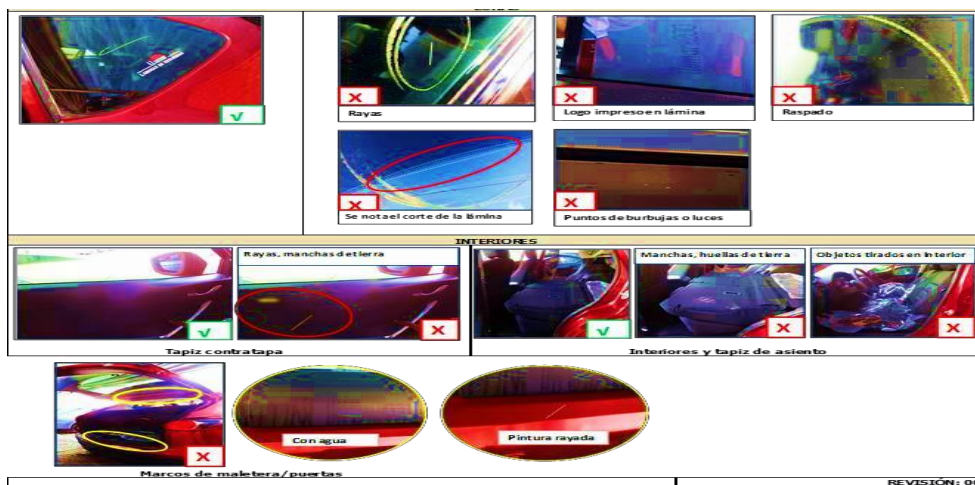 Rayas
Logo impreso en lámina
Raspado
Se nota el corte de la lámina
Puntos de burbujas o luces
INTERIORES
Rayas, manchas de tierra
Manchas, huellas de tierra
Objetos tirados en interior
Tapiz contratapa
Interiores y tapiz de asiento
Con agua
Pintura rayada
Marcos de maletera/puertas
REVISIÓN: 0